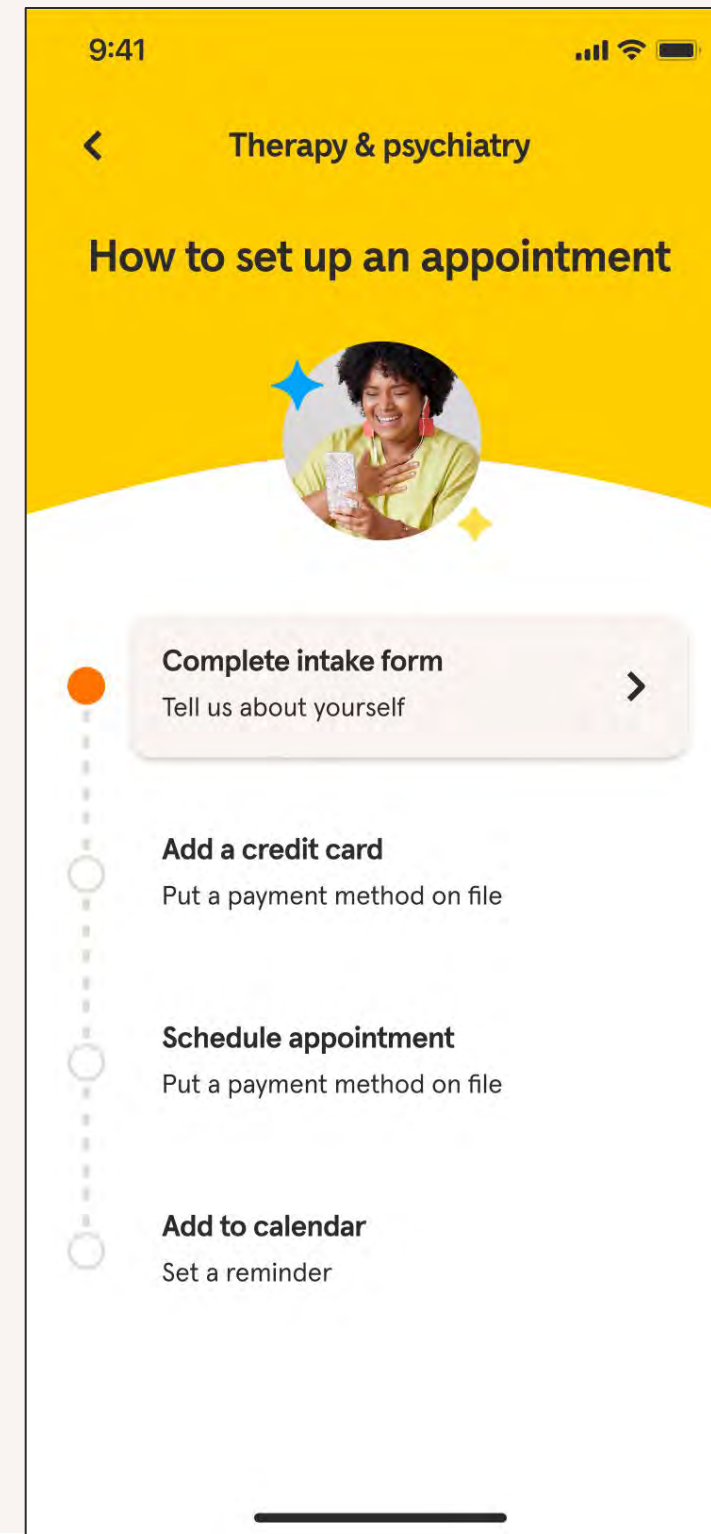 9:41
Therapy & psychiatry
How to set up an appointment
Complete intake form
Tell us about yourself
Add a credit card
Put a payment method on file
Schedule appointment
Put a payment method on file
Add to calendar
Set a reminder